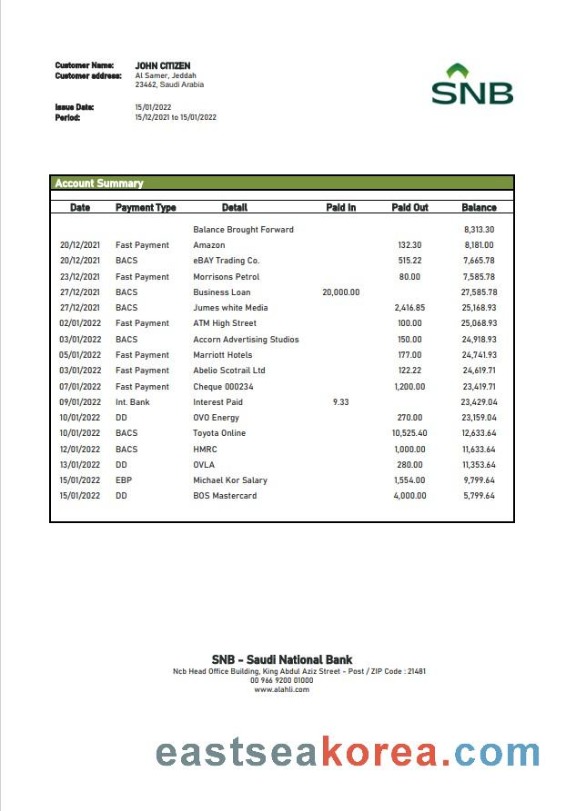 Customer Name: JOHN CITIZEN
Customer address: Al Samer, Jeddah
23462, Saudi Arabia
SNB
Issue Date: 15/01/2022
Period: 15/12/2021 to 15/01/2022
Account Summary
Date Payment Type Detail Paid In Paid Out Balance
Balance Brought Forward 8,313.30
20/12/2021 Fast Payment Amazon 132.30 8,181.00
20/12/2021 BACS eBAY Trading Co. 515.22 7,665.78
23/12/2021 Fast Payment Morrisons Petrol 80.00 7,585.78
27/12/2021 BACS Business Loan 20,000.00 27,585.78
27/12/2021 BACS Jumes white Media 2,416.85 25,168.93
02/01/2022 Fast Payment ATM High Street 100.00 25,068.93
03/01/2022 BACS Accorn Advertising Studios 150.00 24,918.93
05/01/2022 Fast Payment Marriott Hotels 177.00 24,741.93
03/01/2022 Fast Payment Abelio Scotrail Ltd 122.22 24,619.71
07/01/2022 Fast Payment Cheque 000234 1,200.00 23,419.71
09/01/2022 Int. Bank Interest Paid 9.33 23,429.04
10/01/2022 DD OVO Energy 270.00 23,159.04
10/01/2022 BACS Toyota Online 10,525.40 12,633.64
12/01/2022 BACS HMRC 1,000.00 11,633.64
13/01/2022 DD OVLA 280.00 11,353.64
15/01/2022 EBP Michael Kor Salary 1,554.00 9,799.64
15/01/2022 DD BOS Mastercard 4,000.00 5,799.64
SNB - Saudi National Bank
Ncb Head Office Building, King Abdul Aziz Street - Post / ZIP Code : 21481
00 966 9200 01000
www.alahli.com
eastseakorea.com